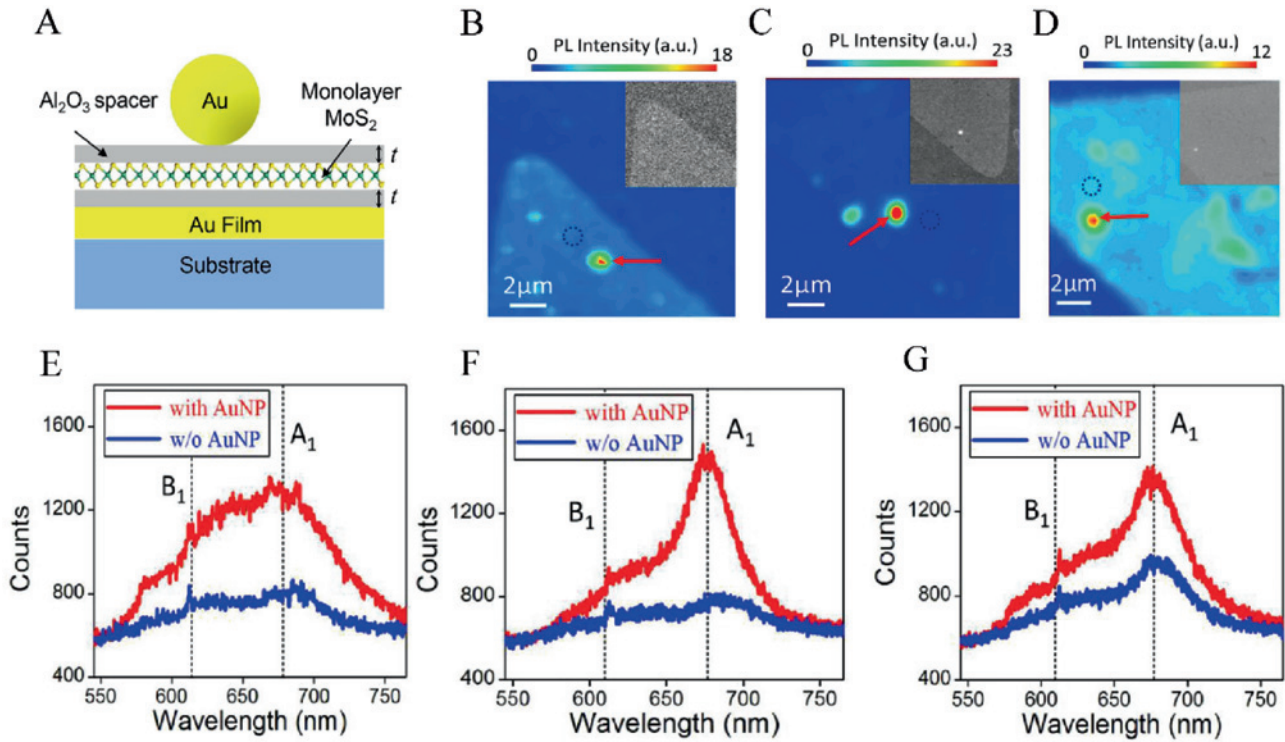 A
Au
Al₂O₃ spacer
Monolayer
MoS₂
t
t
Au Film
Substrate
B
PL Intensity (a.u.)
0 18
2μm
C
PL Intensity (a.u.)
0 23
2μm
D
PL Intensity (a.u.)
0 12
2μm
E
with AuNP
w/o AuNP
B₁
A₁
1600
1200
800
400
Counts
550 600 650 700 750
Wavelength (nm)
F
with AuNP
w/o AuNP
B₁
A₁
1600
1200
800
400
Counts
550 600 650 700 750
Wavelength (nm)
G
with AuNP
w/o AuNP
B₁
A₁
1600
1200
800
400
Counts
550 600 650 700 750
Wavelength (nm)